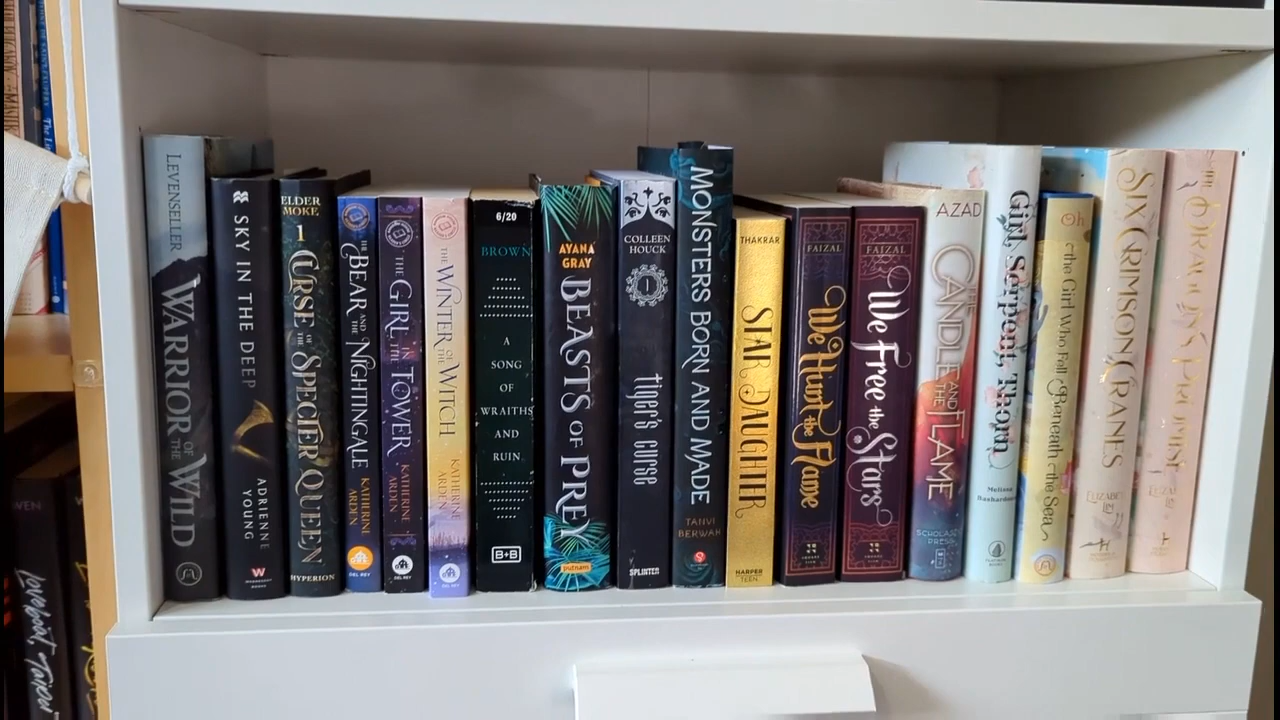 LEVENSELLER
WARRIOR OF THE WILD
SKY IN THE DEEP
ADRIENNE
YOUNG
WEDNESDAY
BOOKS
ELDER
MOKE
1
CURSE OF THE SPECTER QUEEN
HYPERION
THE BEAR AND THE NIGHTINGALE
KATHERINE
ARDEN
DEL REY
THE GIRL IN THE TOWER
KATHERINE
ARDEN
DEL REY
THE WINTER OF THE WITCH
KATHERINE
ARDEN
DEL REY
6/20
BROWN
A
SONG
OF
WRAITHS
AND
RUIN
B+B
AYANA
GRAY
BEASTS OF PREY
putnam
COLLEEN
HOUCK
1
tiger's curse
SPLINTER
MONSTERS BORN AND MADE
TANVI
BERWAH
THAKRAR
STAR DAUGHTER
HARPER
TEEN
FAIZAL
We Hunt the Flame
FAIZAL
We Free the Stars
AZAD
THE CANDLE AND THE FLAME
SCHOLASTIC
PRESS
Girl, Serpent, Thorn
Melissa
Bashardoust
Oh
the Girl Who Fell Beneath the Sea
SIX CRIMSON CRANES
ELIZABETH
LIM
THE DRAGON'S PROMISE
ELIZABETH
LIM
Loveboat, Taipei